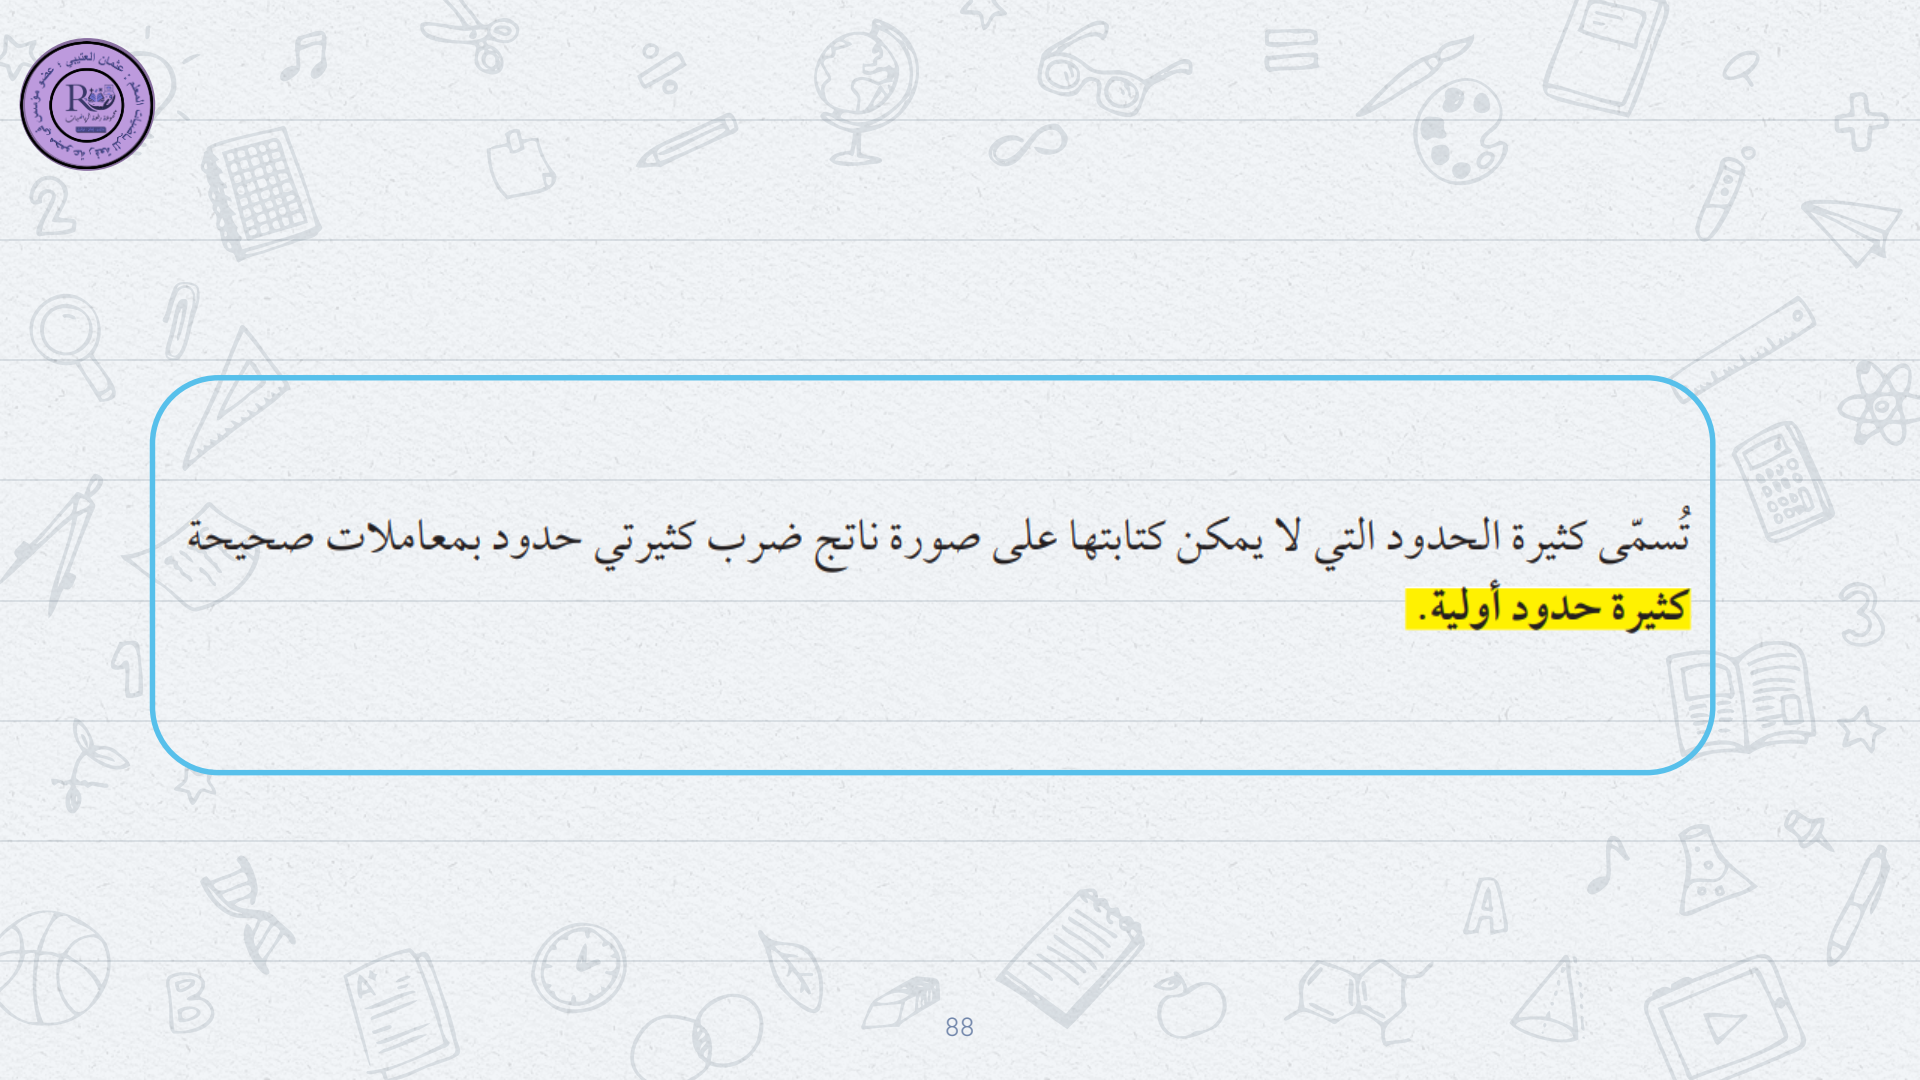 تُسمّى كثيرة الحدود التي لا يمكن كتابتها على صورة ناتج ضرب كثيرتي حدود بمعاملات صحيحة
كثيرة حدود أولية.
88